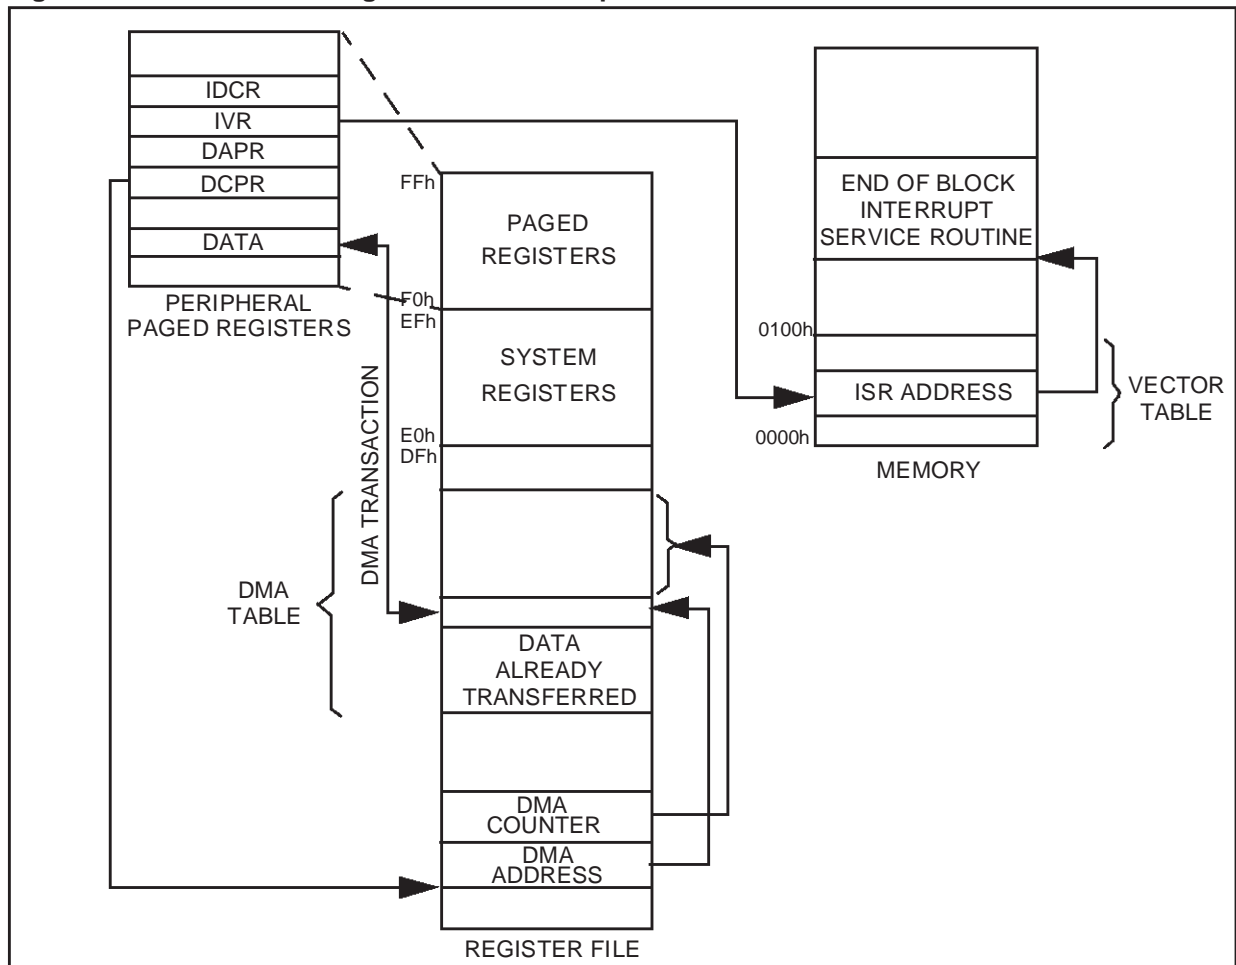 IDCR
IVR
DAPR
DCPR
DATA
PERIPHERAL
PAGED REGISTERS
FFh
PAGED
REGISTERS
F0h
EFh
SYSTEM
REGISTERS
E0h
DFh
DMA TRANSACTION
DMA
TABLE
DATA
ALREADY
TRANSFERRED
DMA
COUNTER
DMA
ADDRESS
REGISTER FILE
END OF BLOCK
INTERRUPT
SERVICE ROUTINE
0100h
ISR ADDRESS
0000h
VECTOR
TABLE
MEMORY